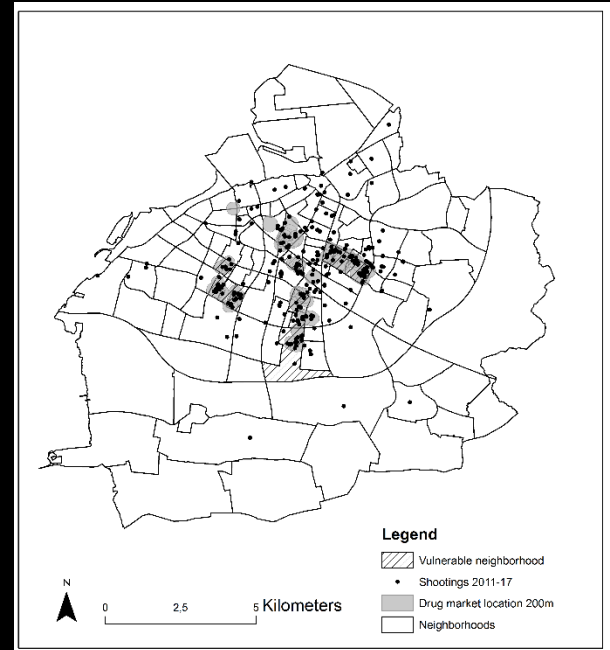 Legend
Vulnerable neighborhood
Shootings 2011-17
Drug market location 200m
Neighborhoods
N
0 2,5 5 Kilometers